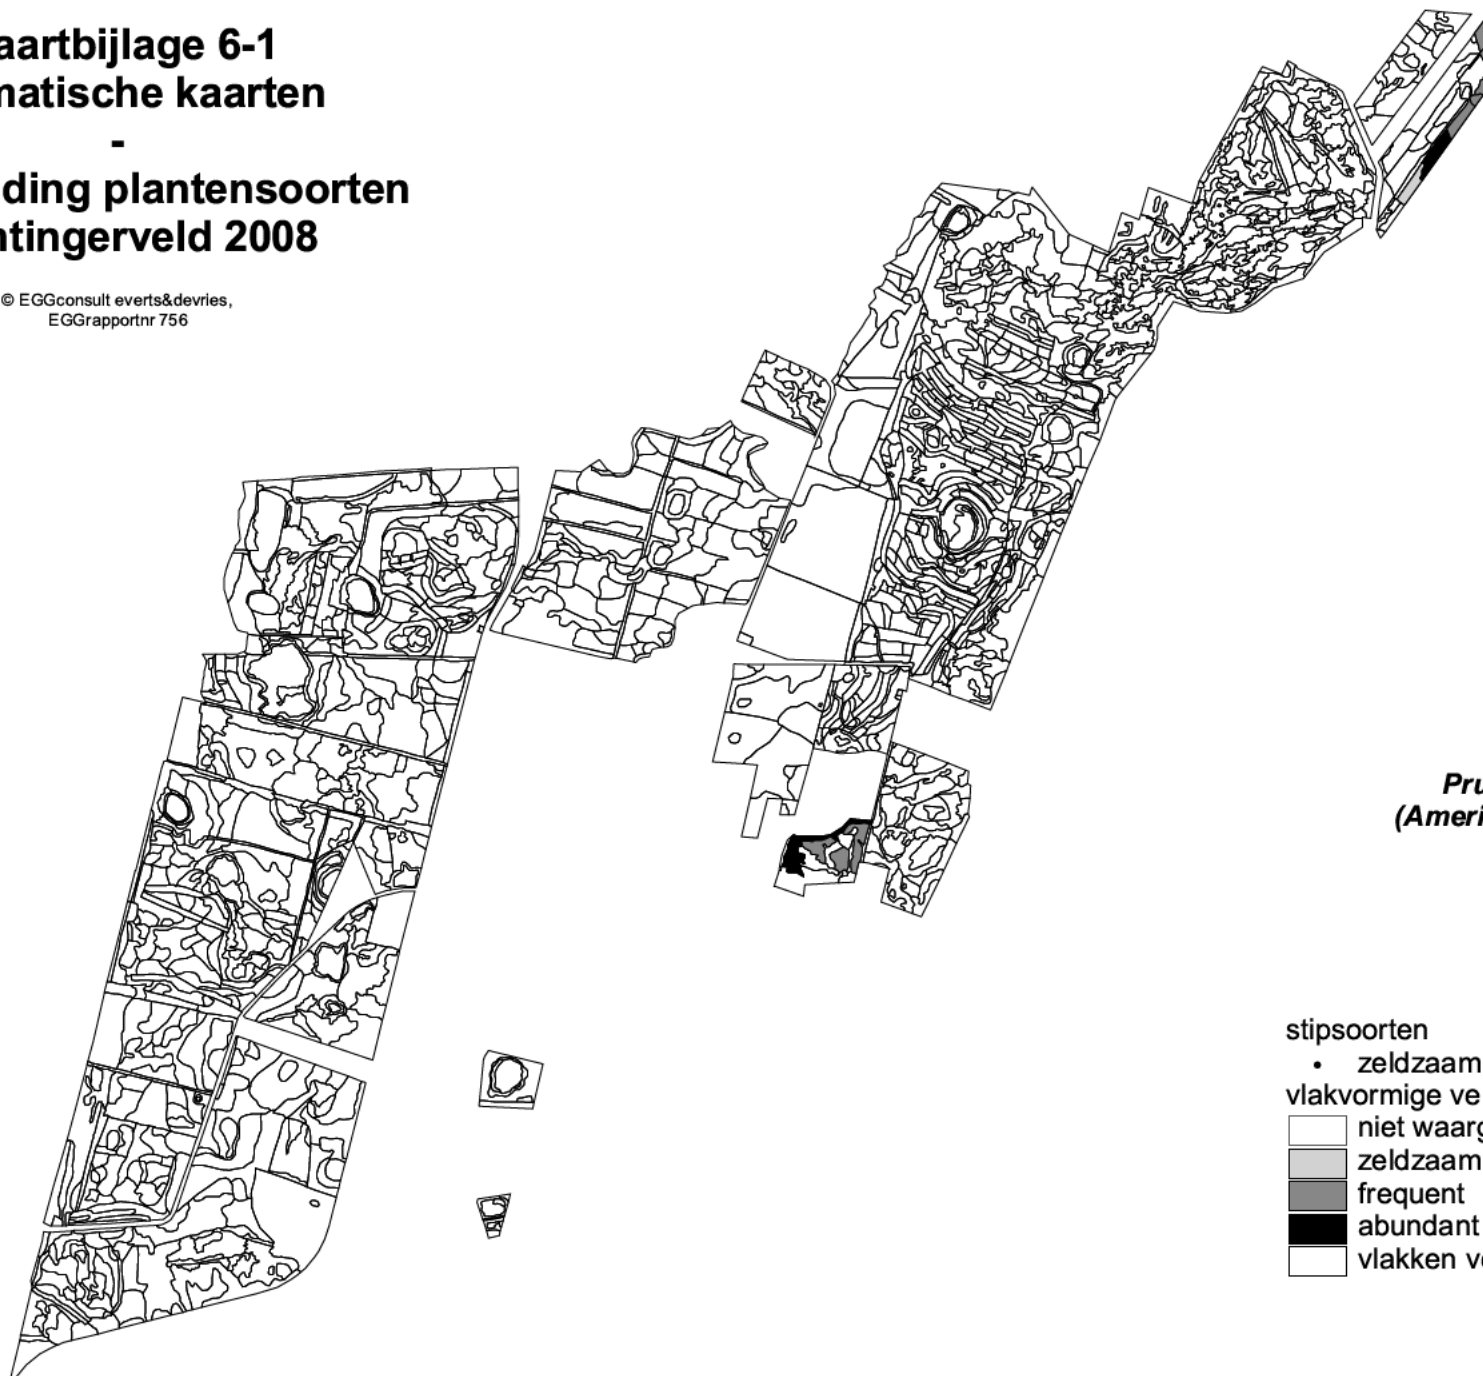 aartbijlage 6-1
matische kaarten
-
ding plantensoorten
ntingerveld 2008
© EGGconsult everts&devries,
EGGrapportnr 756
Pru
(Ameri
stipsoorten
• zeldzaam
vlakvormige ve
niet waarg
zeldzaam
frequent
abundant
vlakken ve